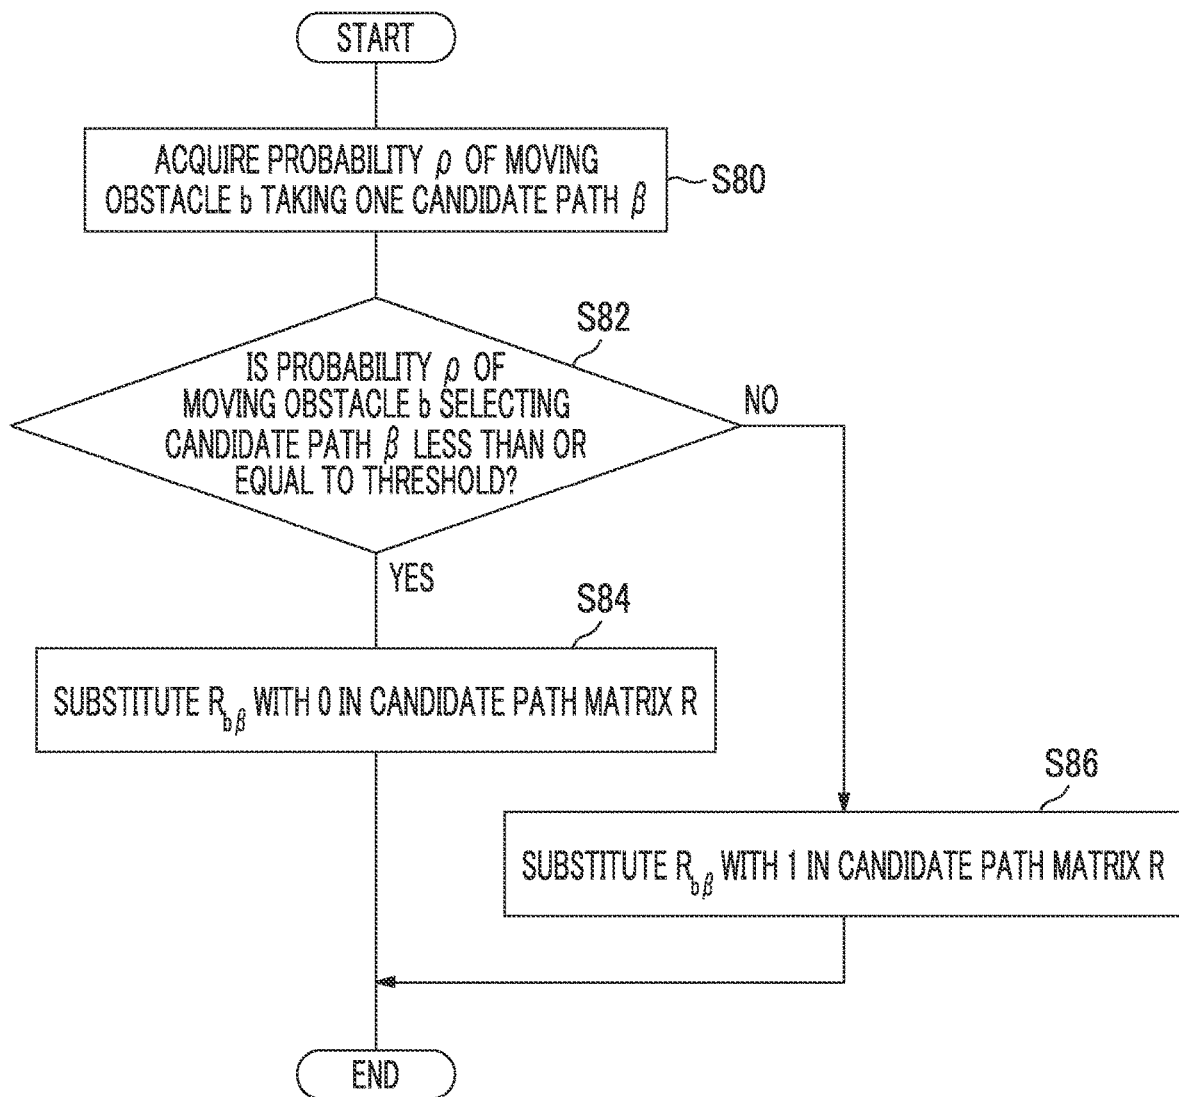 START
ACQUIRE PROBABILITY ρ OF MOVING
OBSTACLE b TAKING ONE CANDIDATE PATH β
S80
S82
IS PROBABILITY ρ OF
MOVING OBSTACLE b SELECTING
CANDIDATE PATH β LESS THAN OR
EQUAL TO THRESHOLD?
NO
YES
S84
SUBSTITUTE R_bβ WITH 0 IN CANDIDATE PATH MATRIX R
S86
SUBSTITUTE R_bβ WITH 1 IN CANDIDATE PATH MATRIX R
END